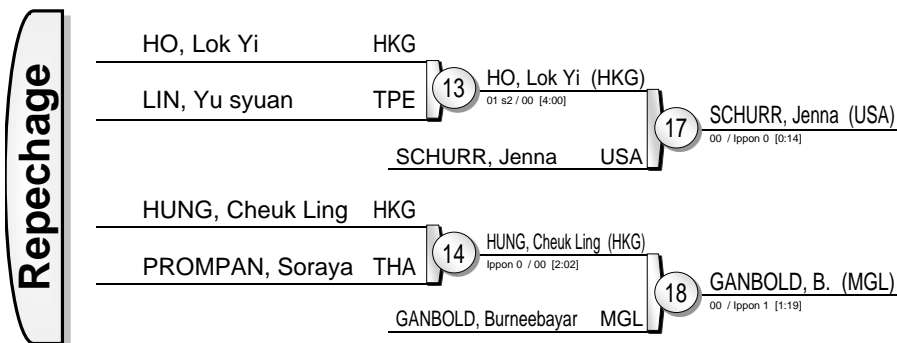 Repechage
HO, Lok Yi HKG
LIN, Yu syuan TPE
13
HO, Lok Yi (HKG)
01 s2 / 00 [4:00]
SCHURR, Jenna USA
17
SCHURR, Jenna (USA)
00 / Ippon 0 [0:14]
HUNG, Cheuk Ling HKG
PROMPAN, Soraya THA
14
HUNG, Cheuk Ling (HKG)
Ippon 0 / 00 [2:02]
GANBOLD, Burneebayar MGL
18
GANBOLD, B. (MGL)
00 / Ippon 1 [1:19]